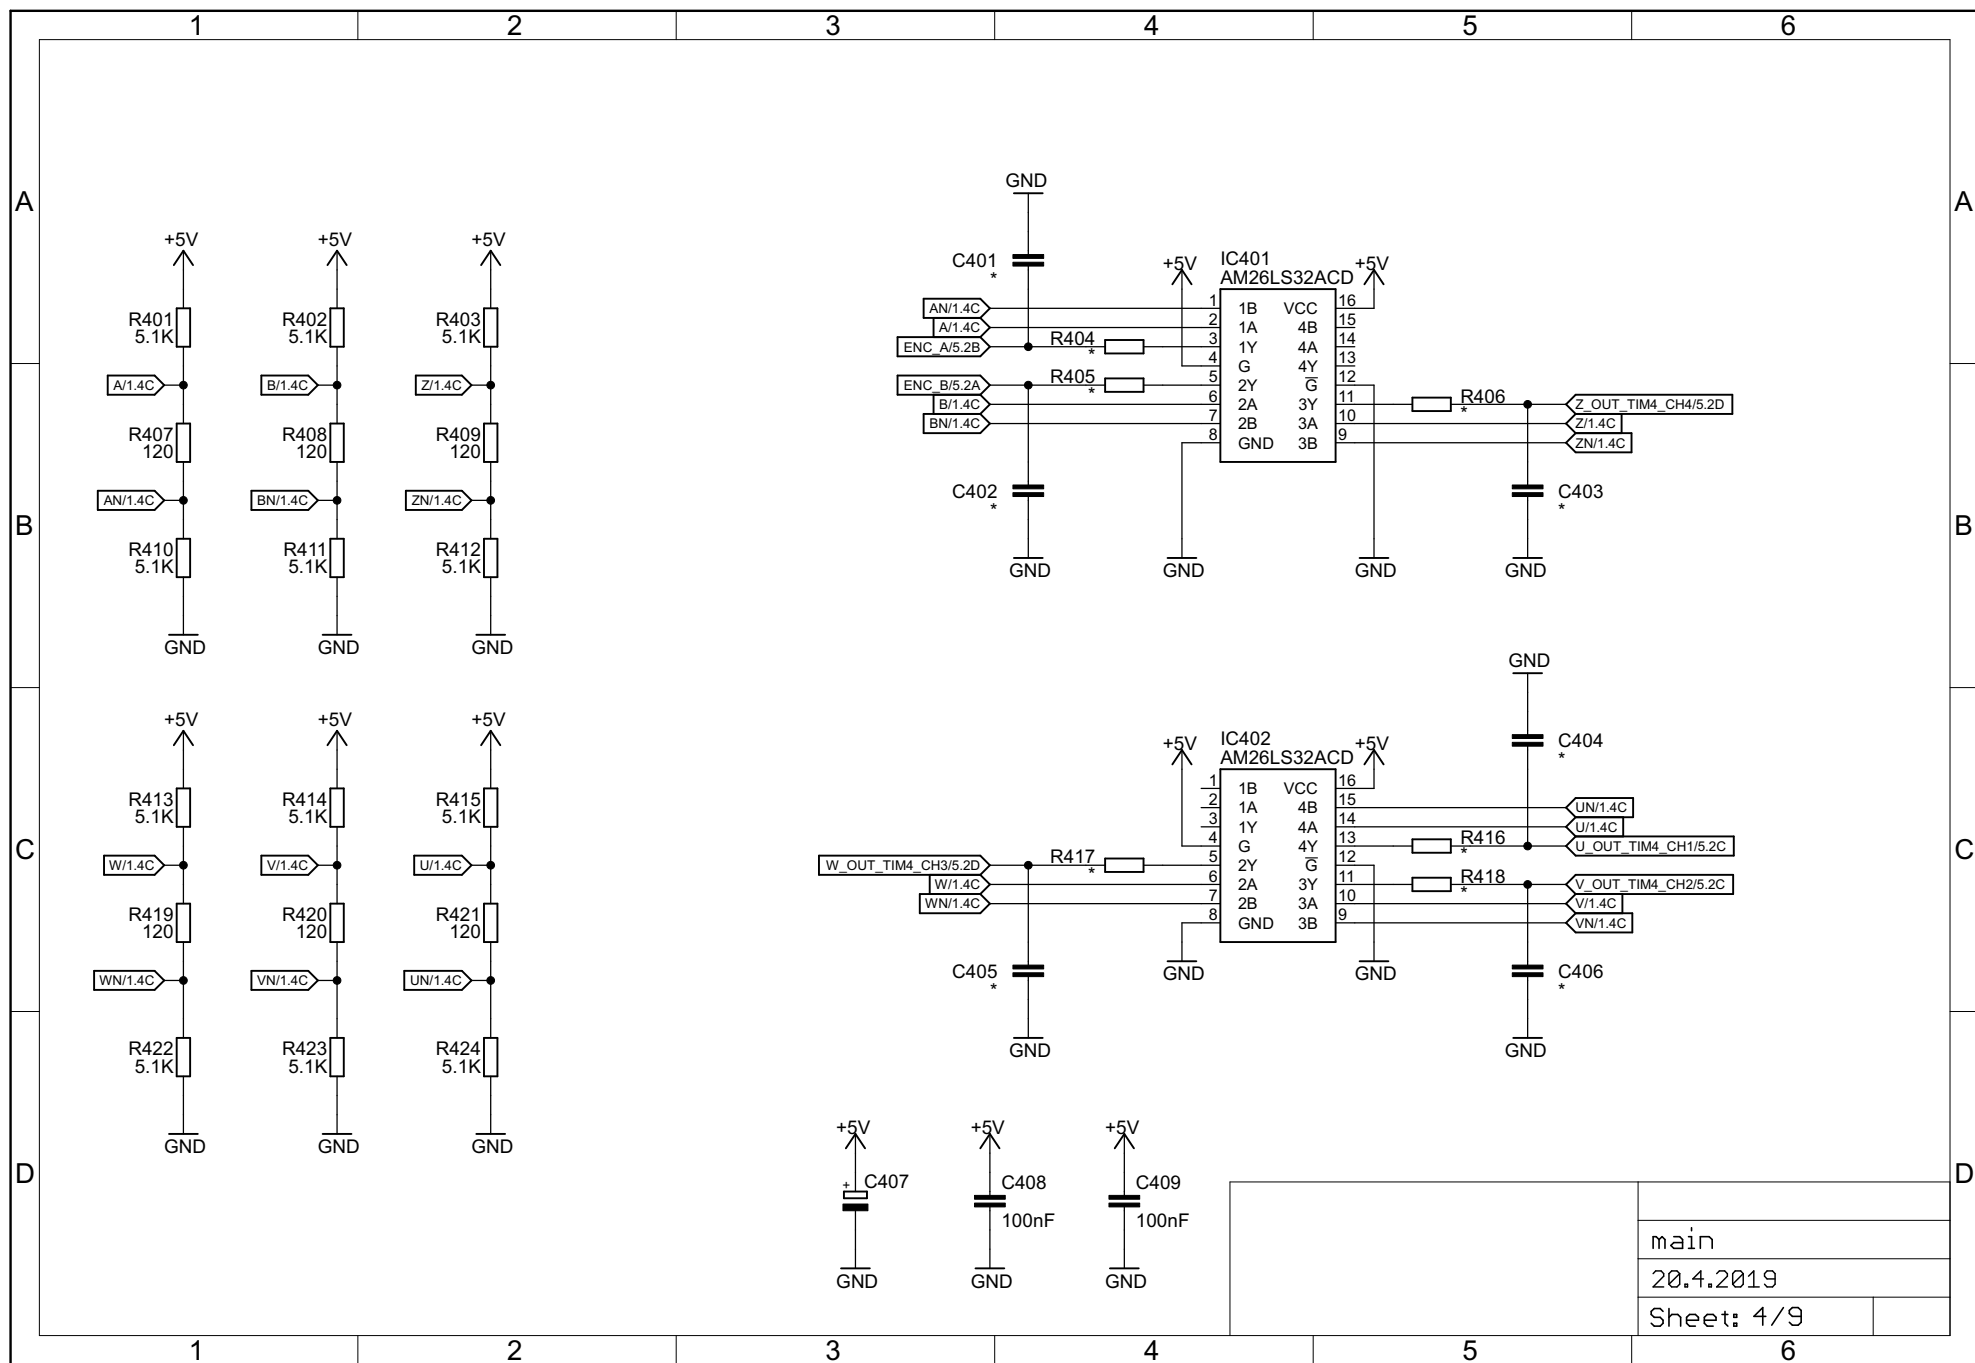 1 2 3 4 5 6
A A
B B
C C
D D
+5V +5V +5V
R401 5.1K
R402 5.1K
R403 5.1K
A/1.4C B/1.4C Z/1.4C
R407 120
R408 120
R409 120
AN/1.4C BN/1.4C ZN/1.4C
R410 5.1K
R411 5.1K
R412 5.1K
GND GND GND
+5V +5V +5V
R413 5.1K
R414 5.1K
R415 5.1K
W/1.4C V/1.4C U/1.4C
R419 120
R420 120
R421 120
WN/1.4C VN/1.4C UN/1.4C
R422 5.1K
R423 5.1K
R424 5.1K
GND GND GND
GND
C401
*
+5V
IC401
AM26LS32ACD
+5V
AN/1.4C 1 1B VCC 16
A/1.4C 2 1A 4B 15
ENC_A/5.2B R404 * 3 1Y 4A 14
4 G 4Y 13
ENC_B/5.2A R405 * 5 2Y G 12
B/1.4C 6 2A 3Y 11 R406 * Z_OUT_TIM4_CH4/5.2D
BN/1.4C 7 2B 3A 10 Z/1.4C
8 GND 3B 9 ZN/1.4C
C402
*
C403
*
GND GND GND GND
GND
C404
*
+5V
IC402
AM26LS32ACD
+5V
1 1B VCC 16
2 1A 4B 15 UN/1.4C
3 1Y 4A 14 U/1.4C
4 G 4Y 13 R416 * U_OUT_TIM4_CH1/5.2C
W_OUT_TIM4_CH3/5.2D R417 * 5 2Y G 12
W/1.4C 6 2A 3Y 11 R418 * V_OUT_TIM4_CH2/5.2C
WN/1.4C 7 2B 3A 10 V/1.4C
8 GND 3B 9 VN/1.4C
GND GND
C405
*
C406
*
GND GND
+5V +5V +5V
+ C407
C408
100nF
C409
100nF
GND GND GND
main
20.4.2019
Sheet: 4/9
1 2 3 4 5 6